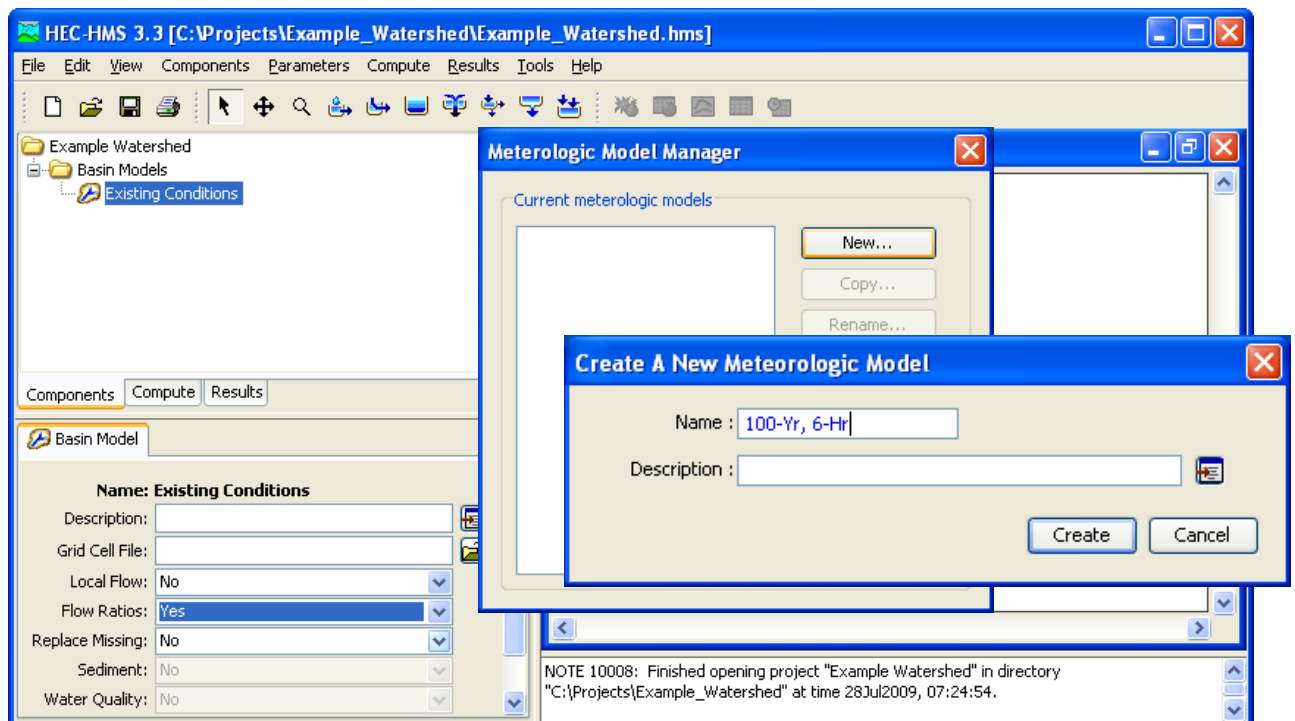 HEC-HMS 3.3 [C:\Projects\Example_Watershed\Example_Watershed.hms]
File Edit View Components Parameters Compute Results Tools Help
Example Watershed
Basin Models
Existing Conditions
Components Compute Results
Basin Model
Name: Existing Conditions
Description:
Grid Cell File:
Local Flow: No
Flow Ratios: Yes
Replace Missing: No
Sediment: No
Water Quality: No
Meterologic Model Manager
Current meterologic models
New...
Copy...
Rename...
Create A New Meteorologic Model
Name : 100-Yr, 6-Hr
Description :
Create Cancel
NOTE 10008: Finished opening project "Example Watershed" in directory
"C:\Projects\Example_Watershed" at time 28Jul2009, 07:24:54.